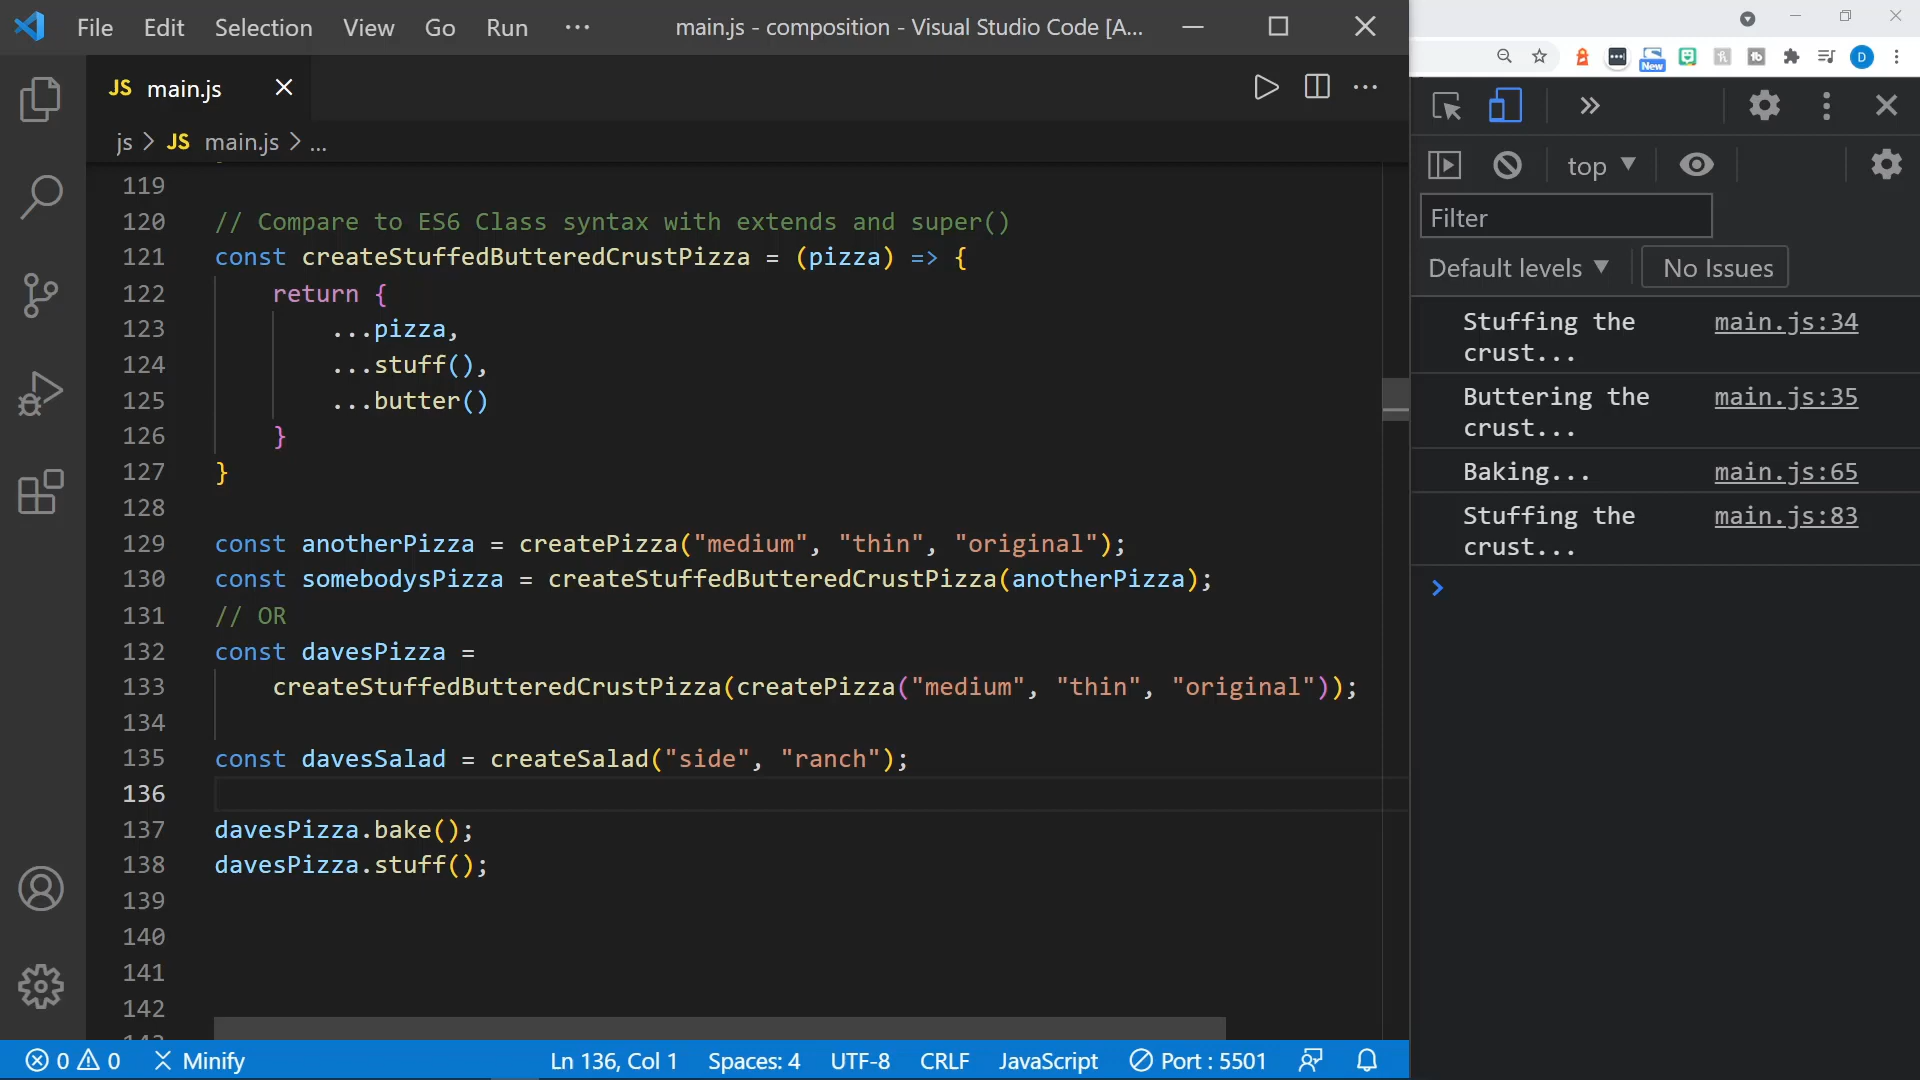 File Edit Selection View Go Run ··· main.js - composition - Visual Studio Code [A...
JS main.js
js > JS main.js > ...
119
120 // Compare to ES6 Class syntax with extends and super()
121 const createStuffedButteredCrustPizza = (pizza) => {
122 return {
123 ...pizza,
124 ...stuff(),
125 ...butter()
126 }
127 }
128
129 const anotherPizza = createPizza("medium", "thin", "original");
130 const somebodysPizza = createStuffedButteredCrustPizza(anotherPizza);
131 // OR
132 const davesPizza =
133 createStuffedButteredCrustPizza(createPizza("medium", "thin", "original"));
134
135 const davesSalad = createSalad("side", "ranch");
136
137 davesPizza.bake();
138 davesPizza.stuff();
139
140
141
142
0 0 Minify Ln 136, Col 1 Spaces: 4 UTF-8 CRLF JavaScript Port : 5501
New D
top
Filter
Default levels No Issues
Stuffing the main.js:34
crust...
Buttering the main.js:35
crust...
Baking... main.js:65
Stuffing the main.js:83
crust...